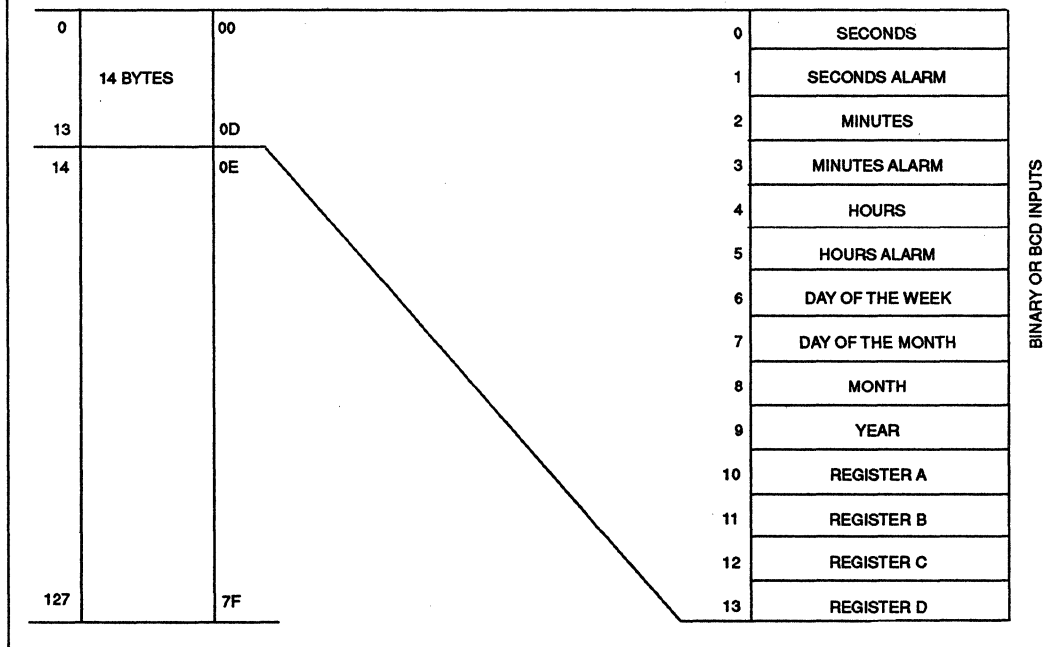 0 00
14 BYTES
13 0D
14 0E
127 7F
0 SECONDS
1 SECONDS ALARM
2 MINUTES
3 MINUTES ALARM
4 HOURS
5 HOURS ALARM
6 DAY OF THE WEEK
7 DAY OF THE MONTH
8 MONTH
9 YEAR
10 REGISTER A
11 REGISTER B
12 REGISTER C
13 REGISTER D
BINARY OR BCD INPUTS